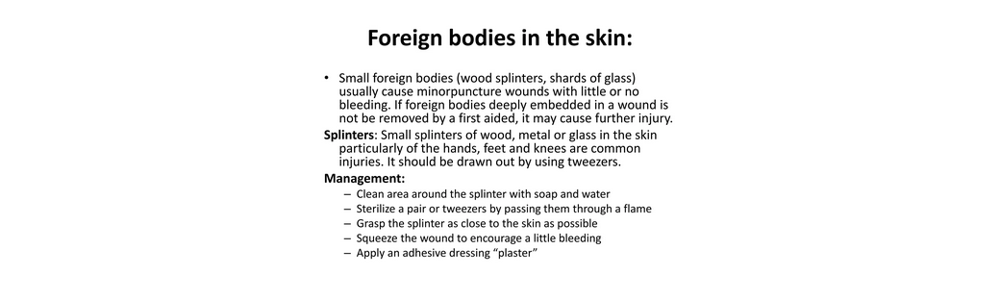 Foreign bodies in the skin:
• Small foreign bodies (wood splinters, shards of glass)
usually cause minorpuncture wounds with little or no
bleeding. If foreign bodies deeply embedded in a wound is
not be removed by a first aided, it may cause further injury.
Splinters: Small splinters of wood, metal or glass in the skin
particularly of the hands, feet and knees are common
injuries. It should be drawn out by using tweezers.
Management:
– Clean area around the splinter with soap and water
– Sterilize a pair or tweezers by passing them through a flame
– Grasp the splinter as close to the skin as possible
– Squeeze the wound to encourage a little bleeding
– Apply an adhesive dressing “plaster”